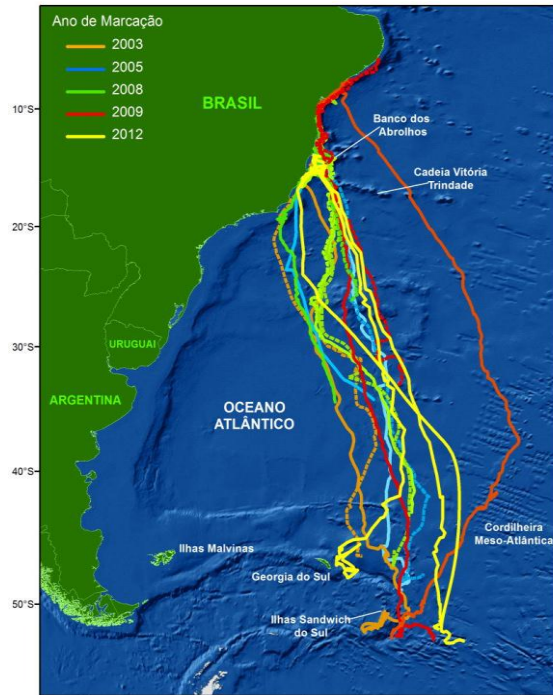 Ano de Marcação
2003
2005
2008
2009
2012
BRASIL
10°S
Banco dos
Abrolhos
Cadeia Vitória
Trindade
20°S
30°S
URUGUAI
ARGENTINA
OCEANO
ATLÂNTICO
40°S
Cordilheira
Meso-Atlântica
Ilhas Malvinas
Georgia do Sul
50°S
Ilhas Sandwich
do Sul